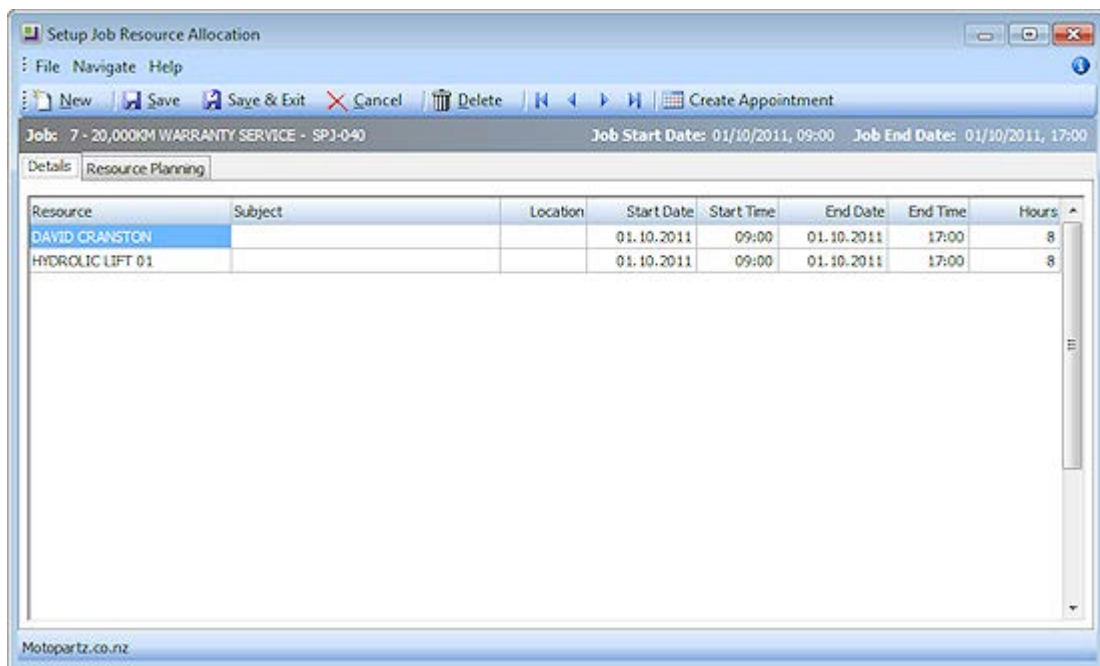 Setup Job Resource Allocation
File Navigate Help
New Save Save & Exit Cancel Delete Create Appointment
Job: 7 - 20,000KM WARRANTY SERVICE - SPJ-040 Job Start Date: 01/10/2011, 09:00 Job End Date: 01/10/2011, 17:00
Details Resource Planning
Resource Subject Location Start Date Start Time End Date End Time Hours
DAVID CRANSTON 01.10.2011 09:00 01.10.2011 17:00 8
HYDROLIC LIFT 01 01.10.2011 09:00 01.10.2011 17:00 8
Motopartz.co.nz